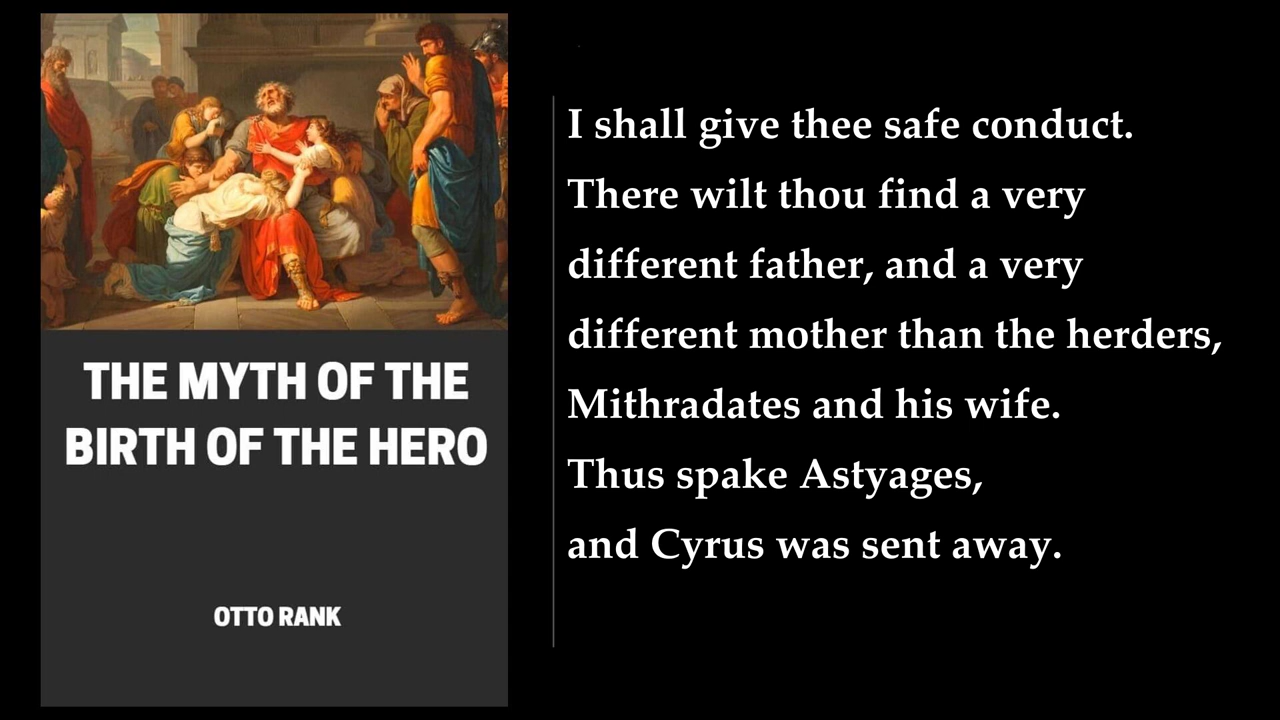 THE MYTH OF THE
BIRTH OF THE HERO
OTTO RANK
I shall give thee safe conduct.
There wilt thou find a very
different father, and a very
different mother than the herders,
Mithradates and his wife.
Thus spake Astyages,
and Cyrus was sent away.